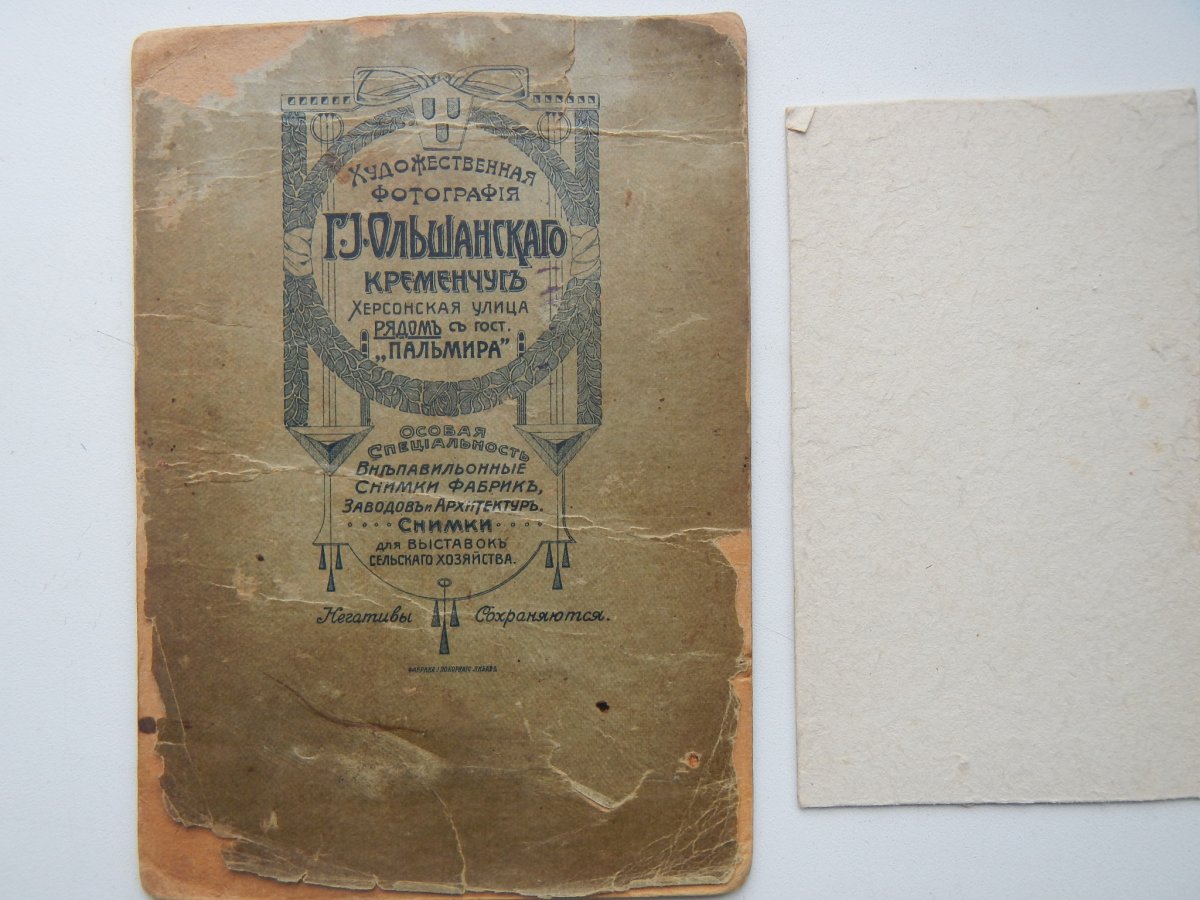 Художественная
фотографія
Г.І.Ольшанскаго
Кременчугъ
Херсонская улица
рядомъ съ гост.
„Пальмира"
Особая
Спеціальность
Внѣпавильонные
снимки фабрикъ,
заводовъ и архитектуръ.
Снимки
для выставокъ
сельскаго хозяйства.
Негативы Сохраняются.